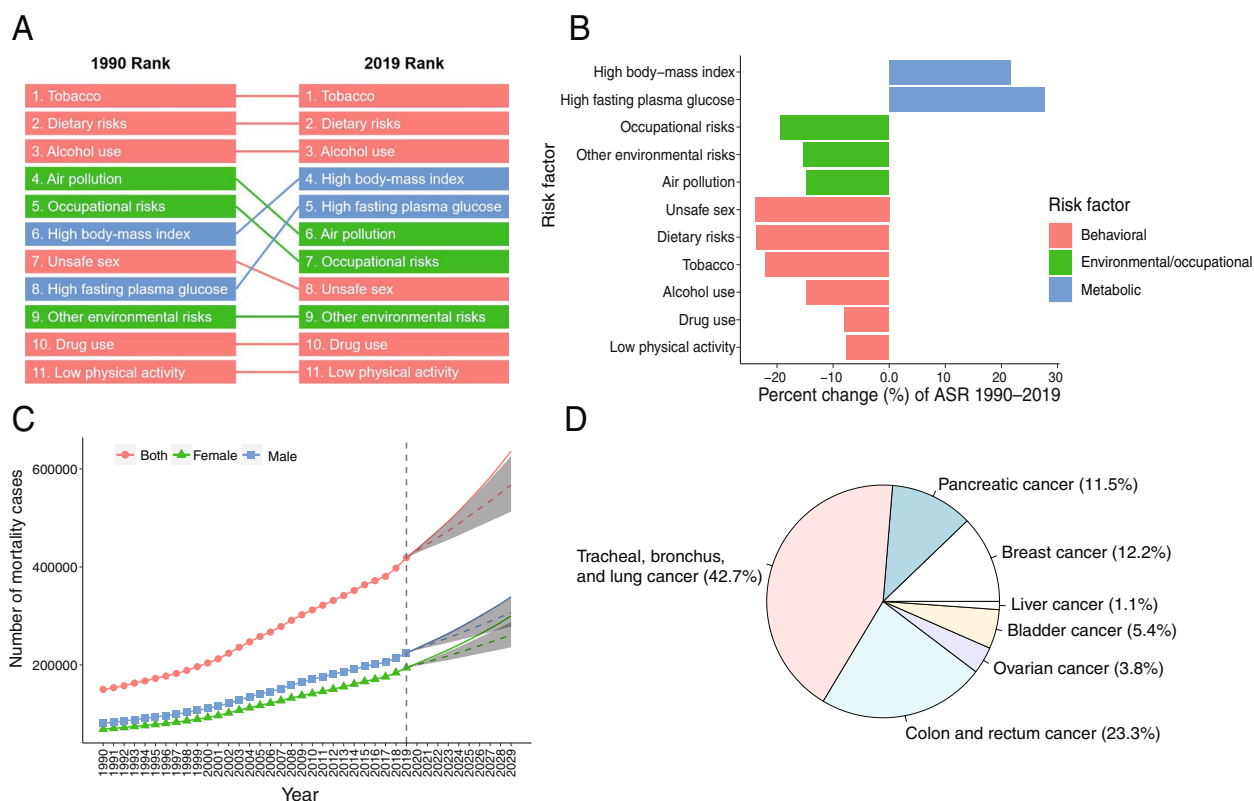 A
1990 Rank
2019 Rank
1. Tobacco
1. Tobacco
2. Dietary risks
2. Dietary risks
3. Alcohol use
3. Alcohol use
4. Air pollution
4. High body-mass index
5. Occupational risks
5. High fasting plasma glucose
6. High body-mass index
6. Air pollution
7. Unsafe sex
7. Occupational risks
8. High fasting plasma glucose
8. Unsafe sex
9. Other environmental risks
9. Other environmental risks
10. Drug use
10. Drug use
11. Low physical activity
11. Low physical activity
B
Risk factor
High body−mass index
High fasting plasma glucose
Occupational risks
Other environmental risks
Air pollution
Unsafe sex
Dietary risks
Tobacco
Alcohol use
Drug use
Low physical activity
−20
−10
0.0
10
20
30
Percent change (%) of ASR 1990−2019
Risk factor
Behavioral
Environmental/occupational
Metabolic
C
Both
Female
Male
Number of mortality cases
600000
400000
200000
1990
1991
1992
1993
1994
1995
1996
1997
1998
1999
2000
2001
2002
2003
2004
2005
2006
2007
2008
2009
2010
2011
2012
2013
2014
2015
2016
2017
2018
2019
2020
2021
2022
2023
2024
2025
2026
2027
2028
2029
Year
D
Pancreatic cancer (11.5%)
Breast cancer (12.2%)
Tracheal, bronchus,
and lung cancer (42.7%)
Liver cancer (1.1%)
Bladder cancer (5.4%)
Ovarian cancer (3.8%)
Colon and rectum cancer (23.3%)